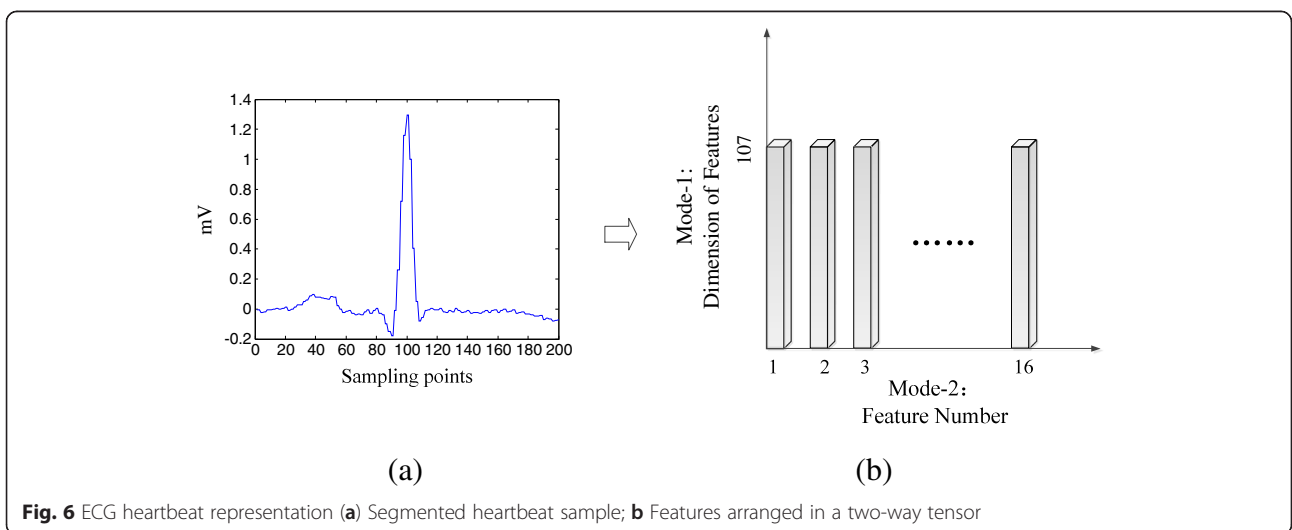 1.4
1.2
1
0.8
0.6
0.4
0.2
0
-0.2
mV
0 20 40 60 80 100 120 140 160 180 200
Sampling points
(a)
Mode-1:
Dimension of Features
107
......
1 2 3 16
Mode-2:
Feature Number
(b)
Fig. 6 ECG heartbeat representation (a) Segmented heartbeat sample; b Features arranged in a two-way tensor